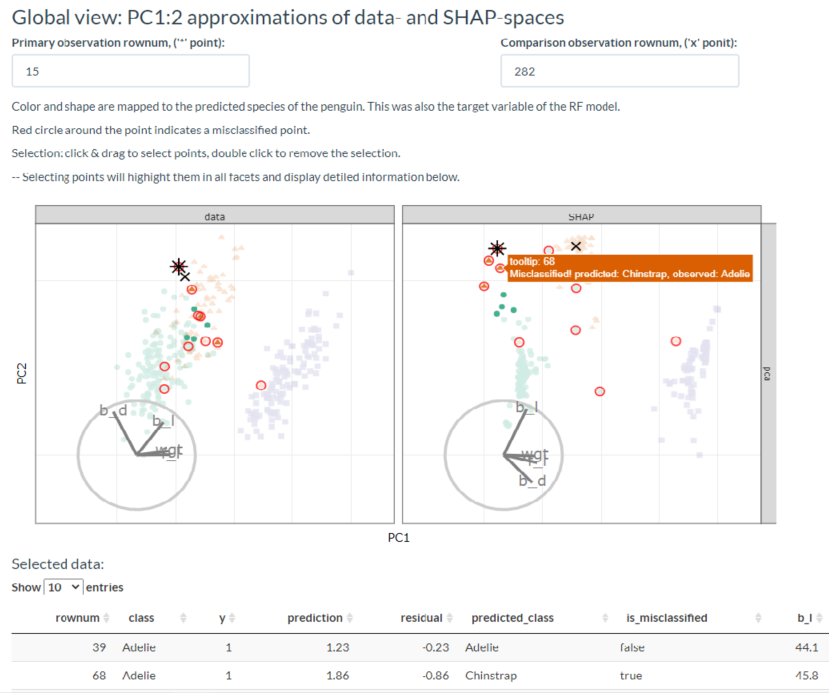 Global view: PC1:2 approximations of data- and SHAP-spaces
Primary observation rownum, ('*' point):
Comparison observation rownum, ('x' ponit):
15
282
Color and shape are mapped to the predicted species of the penguin. This was also the target variable of the RF model.
Red circle around the point indicates a misclassified point.
Selection: click & drag to select points, double click to remove the selection.
-- Selecting points will highight them in all facets and display detiled information below.
data
SHAP
tooltip: 68
Misclassified! predicted: Chinstrap, observed: Adelie
PC2
pca
b_d
b_l
wgt
b_l
wgt
b_d
PC1
Selected data:
Show 10 entries
rownum class y prediction residual predicted_class is_misclassified b_l
39 Adelie 1 1.23 -0.23 Adelie false 44.1
68 Adelie 1 1.86 -0.86 Chinstrap true 45.8